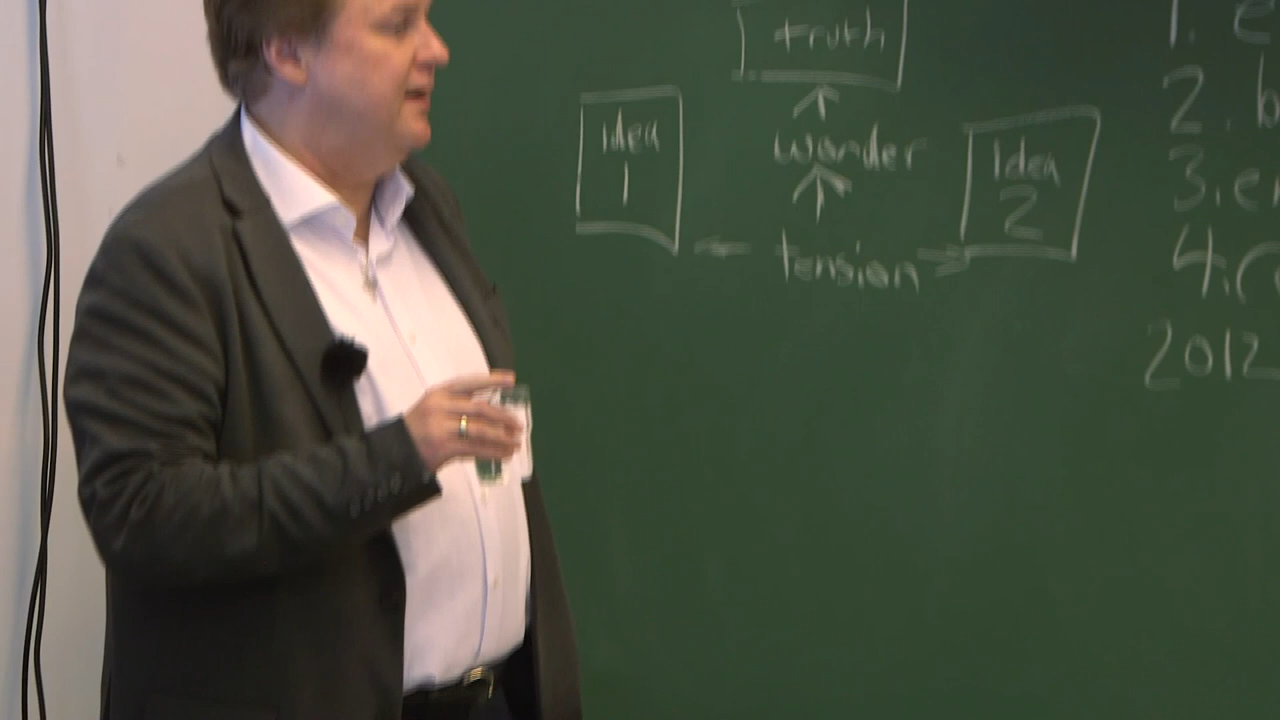 truth
idea
1
wonder
Idea
2
tension
1. e
2. b
3. e
4.
2012